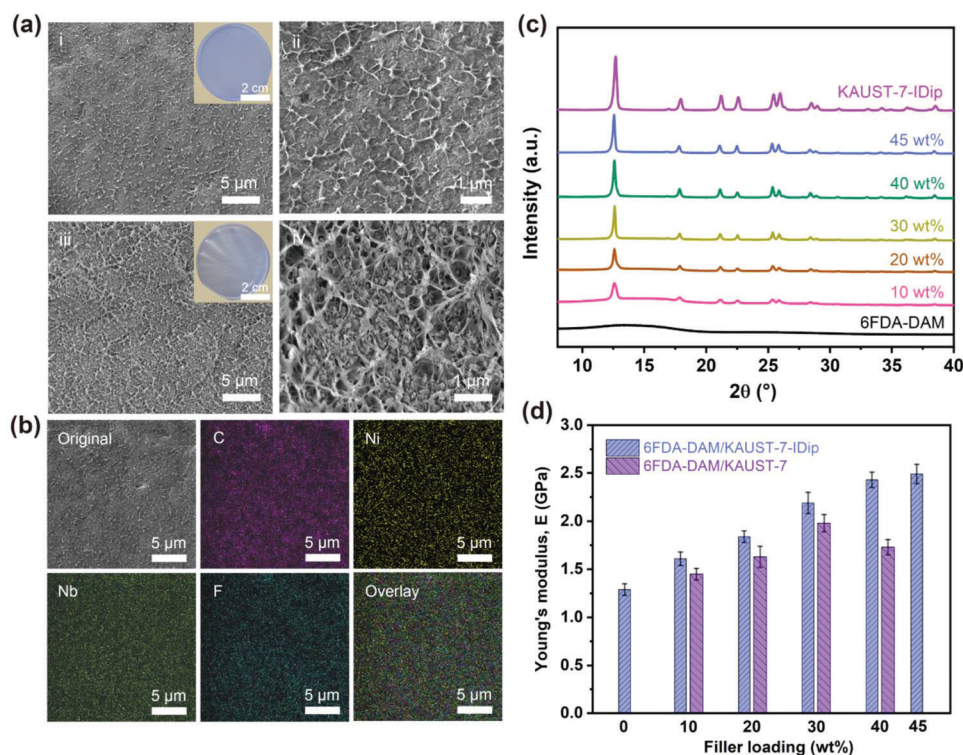 (a)
i
2 cm
5 µm
ii
1 µm
iii
2 cm
5 µm
iv
1 µm
(b)
Original
5 µm
C
5 µm
Ni
5 µm
Nb
5 µm
F
5 µm
Overlay
5 µm
(c)
Intensity (a.u.)
KAUST-7-IDip
45 wt%
40 wt%
30 wt%
20 wt%
10 wt%
6FDA-DAM
10 15 20 25 30 35 40
2θ (°)
(d)
Young's modulus, E (GPa)
3.0
2.5
2.0
1.5
1.0
0.5
0.0
6FDA-DAM/KAUST-7-IDip
6FDA-DAM/KAUST-7
0 10 20 30 40 45
Filler loading (wt%)